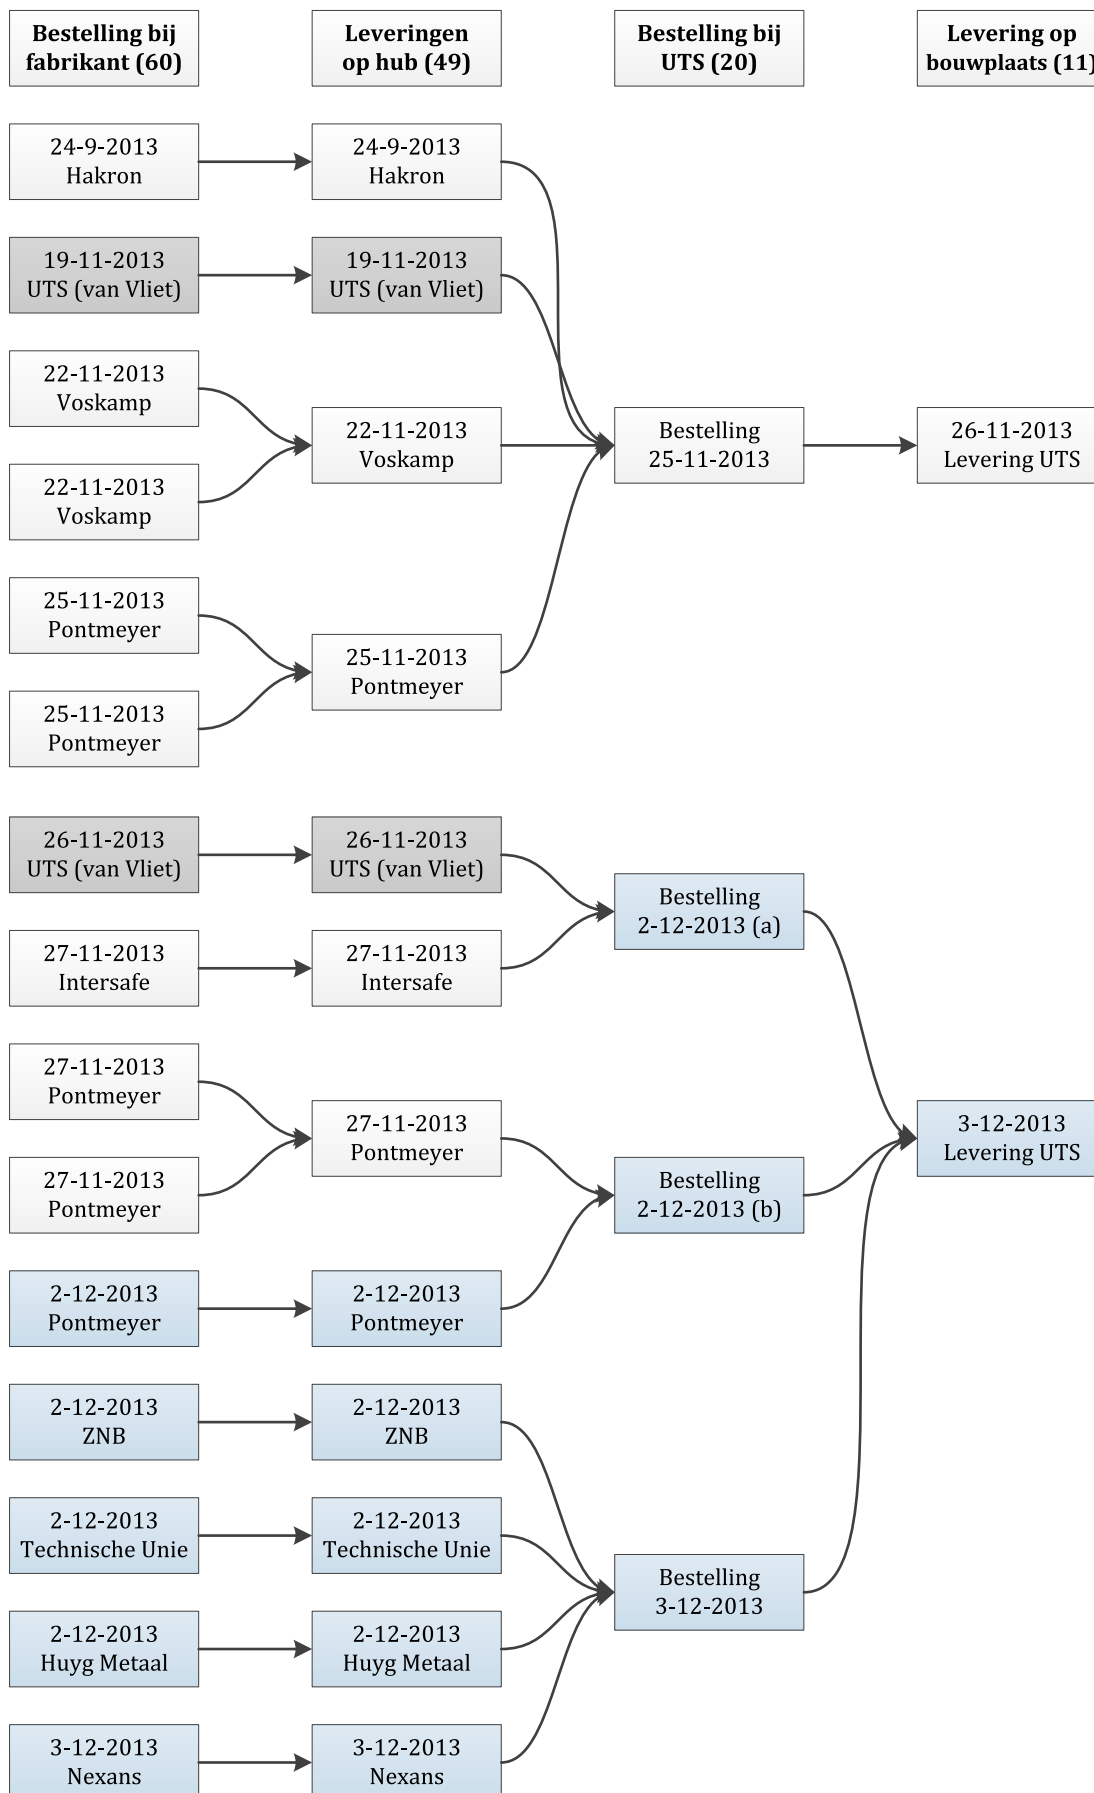 Bestelling bij
fabrikant (60)
Leveringen
op hub (49)
Bestelling bij
UTS (20)
Levering op
bouwplaats (11)
24-9-2013
Hakron
24-9-2013
Hakron
19-11-2013
UTS (van Vliet)
19-11-2013
UTS (van Vliet)
22-11-2013
Voskamp
22-11-2013
Voskamp
22-11-2013
Voskamp
Bestelling
25-11-2013
26-11-2013
Levering UTS
25-11-2013
Pontmeyer
25-11-2013
Pontmeyer
25-11-2013
Pontmeyer
26-11-2013
UTS (van Vliet)
26-11-2013
UTS (van Vliet)
Bestelling
2-12-2013 (a)
27-11-2013
Intersafe
27-11-2013
Intersafe
27-11-2013
Pontmeyer
27-11-2013
Pontmeyer
27-11-2013
Pontmeyer
Bestelling
2-12-2013 (b)
3-12-2013
Levering UTS
2-12-2013
Pontmeyer
2-12-2013
Pontmeyer
2-12-2013
ZNB
2-12-2013
ZNB
2-12-2013
Technische Unie
2-12-2013
Technische Unie
Bestelling
3-12-2013
2-12-2013
Huyg Metaal
2-12-2013
Huyg Metaal
3-12-2013
Nexans
3-12-2013
Nexans